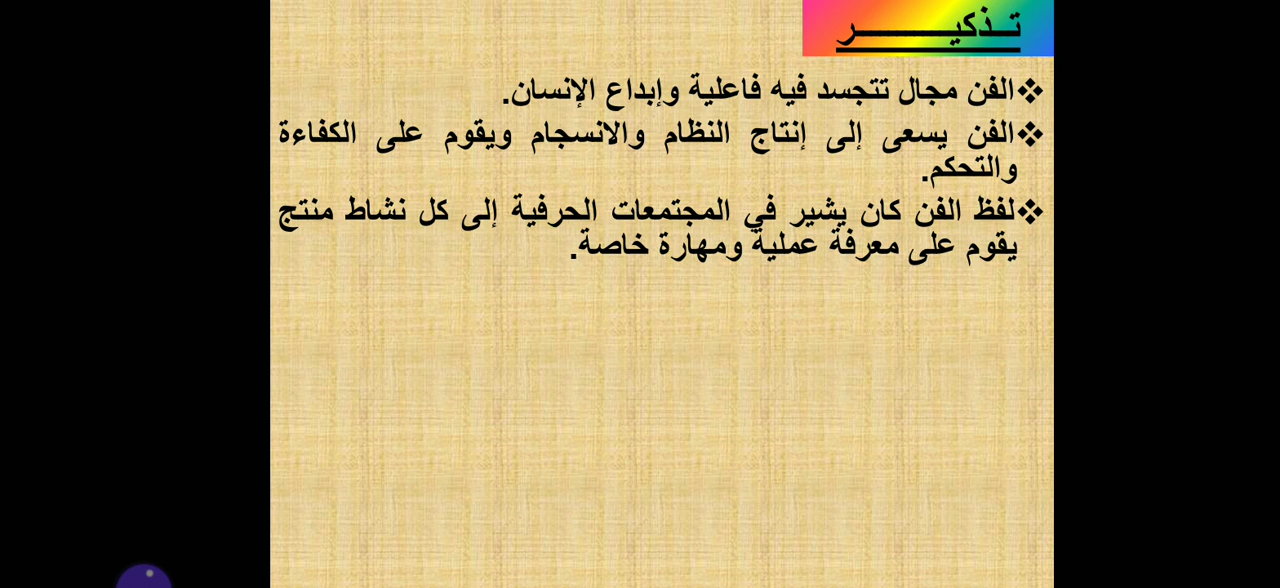 تــذكيــــــــــر
❖الفن مجال تتجسد فيه فاعلية وإبداع الإنسان.
❖الفن يسعى إلى إنتاج النظام والانسجام ويقوم على الكفاءة
والتحكم.
❖لفظ الفن كان يشير في المجتمعات الحرفية إلى كل نشاط منتج
يقوم على معرفة عملية ومهارة خاصة.